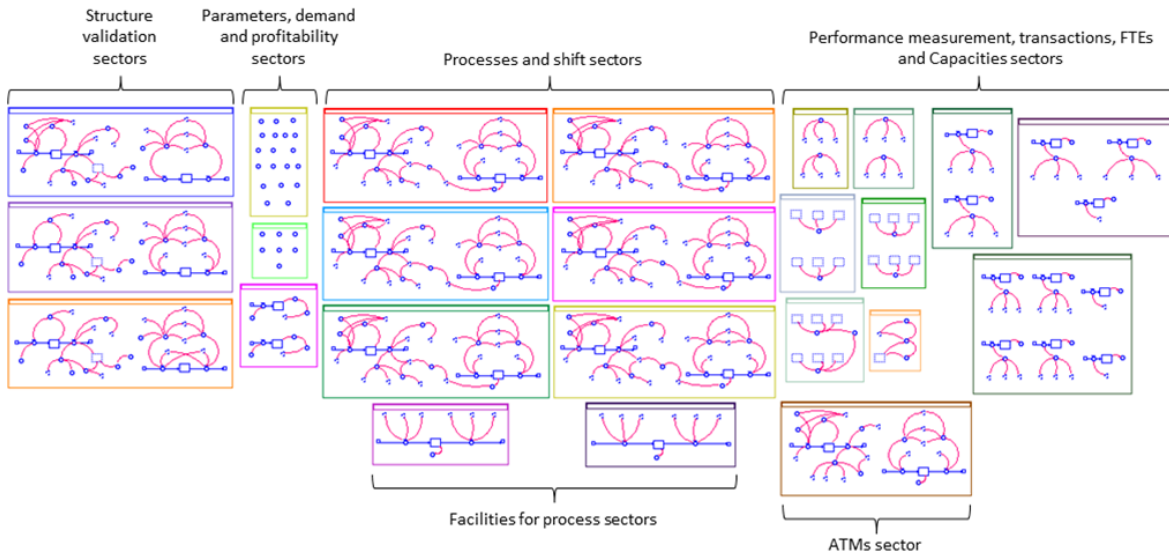 Structure
validation
sectors
Parameters, demand
and profitability
sectors
Processes and shift sectors
Performance measurement, transactions, FTEs
and Capacities sectors
Facilities for process sectors
ATMs sector